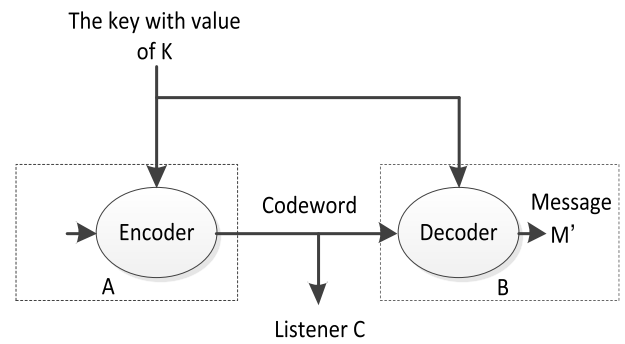 The key with value
of K
Codeword
Message
Encoder
Decoder
M'
A
B
Listener C